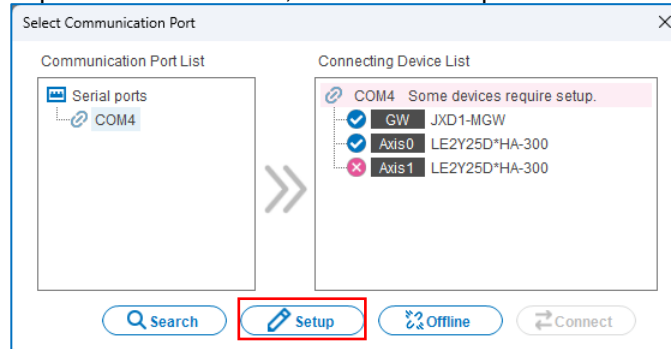 Select Communication Port
Communication Port List
Serial ports
COM4
Connecting Device List
COM4 Some devices require setup.
GW JXD1-MGW
Axis0 LE2Y25D*HA-300
Axis1 LE2Y25D*HA-300
Search
Setup
Offline
Connect